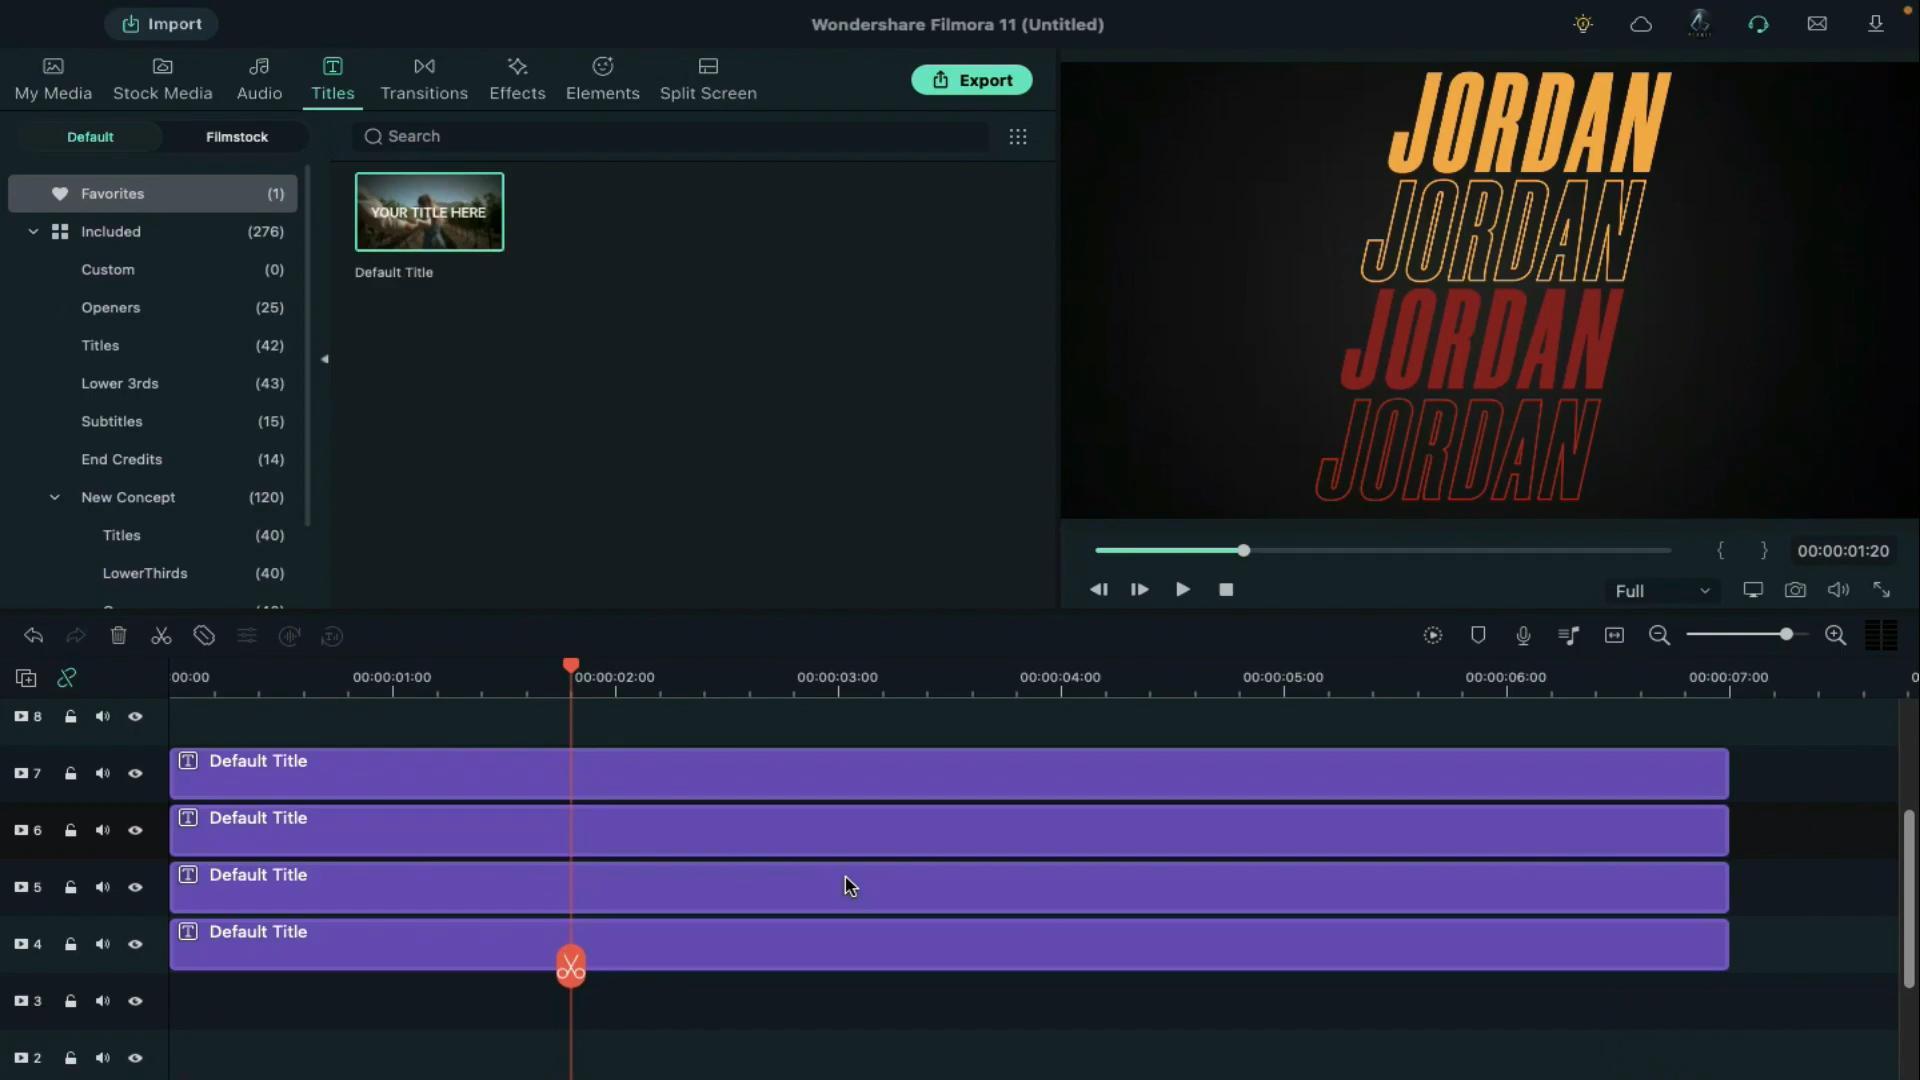 Import
Wondershare Filmora 11 (Untitled)
My Media
Stock Media
Audio
Titles
Transitions
Effects
Elements
Split Screen
Export
Default
Filmstock
Search
Favorites (1)
Included (276)
Custom (0)
Openers (25)
Titles (42)
Lower 3rds (43)
Subtitles (15)
End Credits (14)
New Concept (120)
Titles (40)
LowerThirds (40)
YOUR TITLE HERE
Default Title
JORDAN
JORDAN
JORDAN
JORDAN
{ } 00:00:01:20
Full
:00:00 00:00:01:00 00:00:02:00 00:00:03:00 00:00:04:00 00:00:05:00 00:00:06:00 00:00:07:00 0
8
7 Default Title
6 Default Title
5 Default Title
4 Default Title
3
2